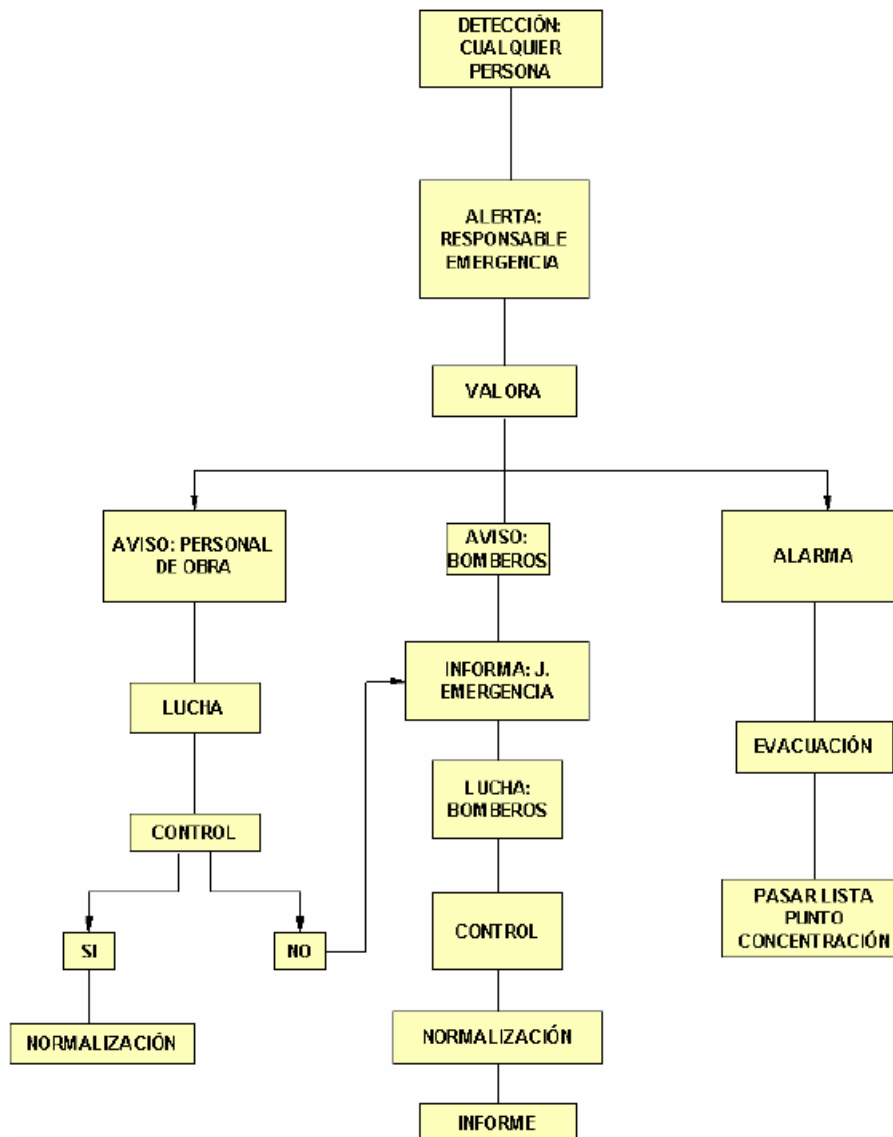 DETECCIÓN:
CUALQUIER
PERSONA
ALERTA:
RESPONSABLE
EMERGENCIA
VALORA
AVISO: PERSONAL
DE OBRA
AVISO:
BOMBEROS
ALARMA
LUCHA
INFORMA: J.
EMERGENCIA
EVACUACIÓN
LUCHA:
BOMBEROS
CONTROL
SI
NO
CONTROL
PASAR LISTA
PUNTO
CONCENTRACIÓN
NORMALIZACIÓN
NORMALIZACIÓN
INFORME